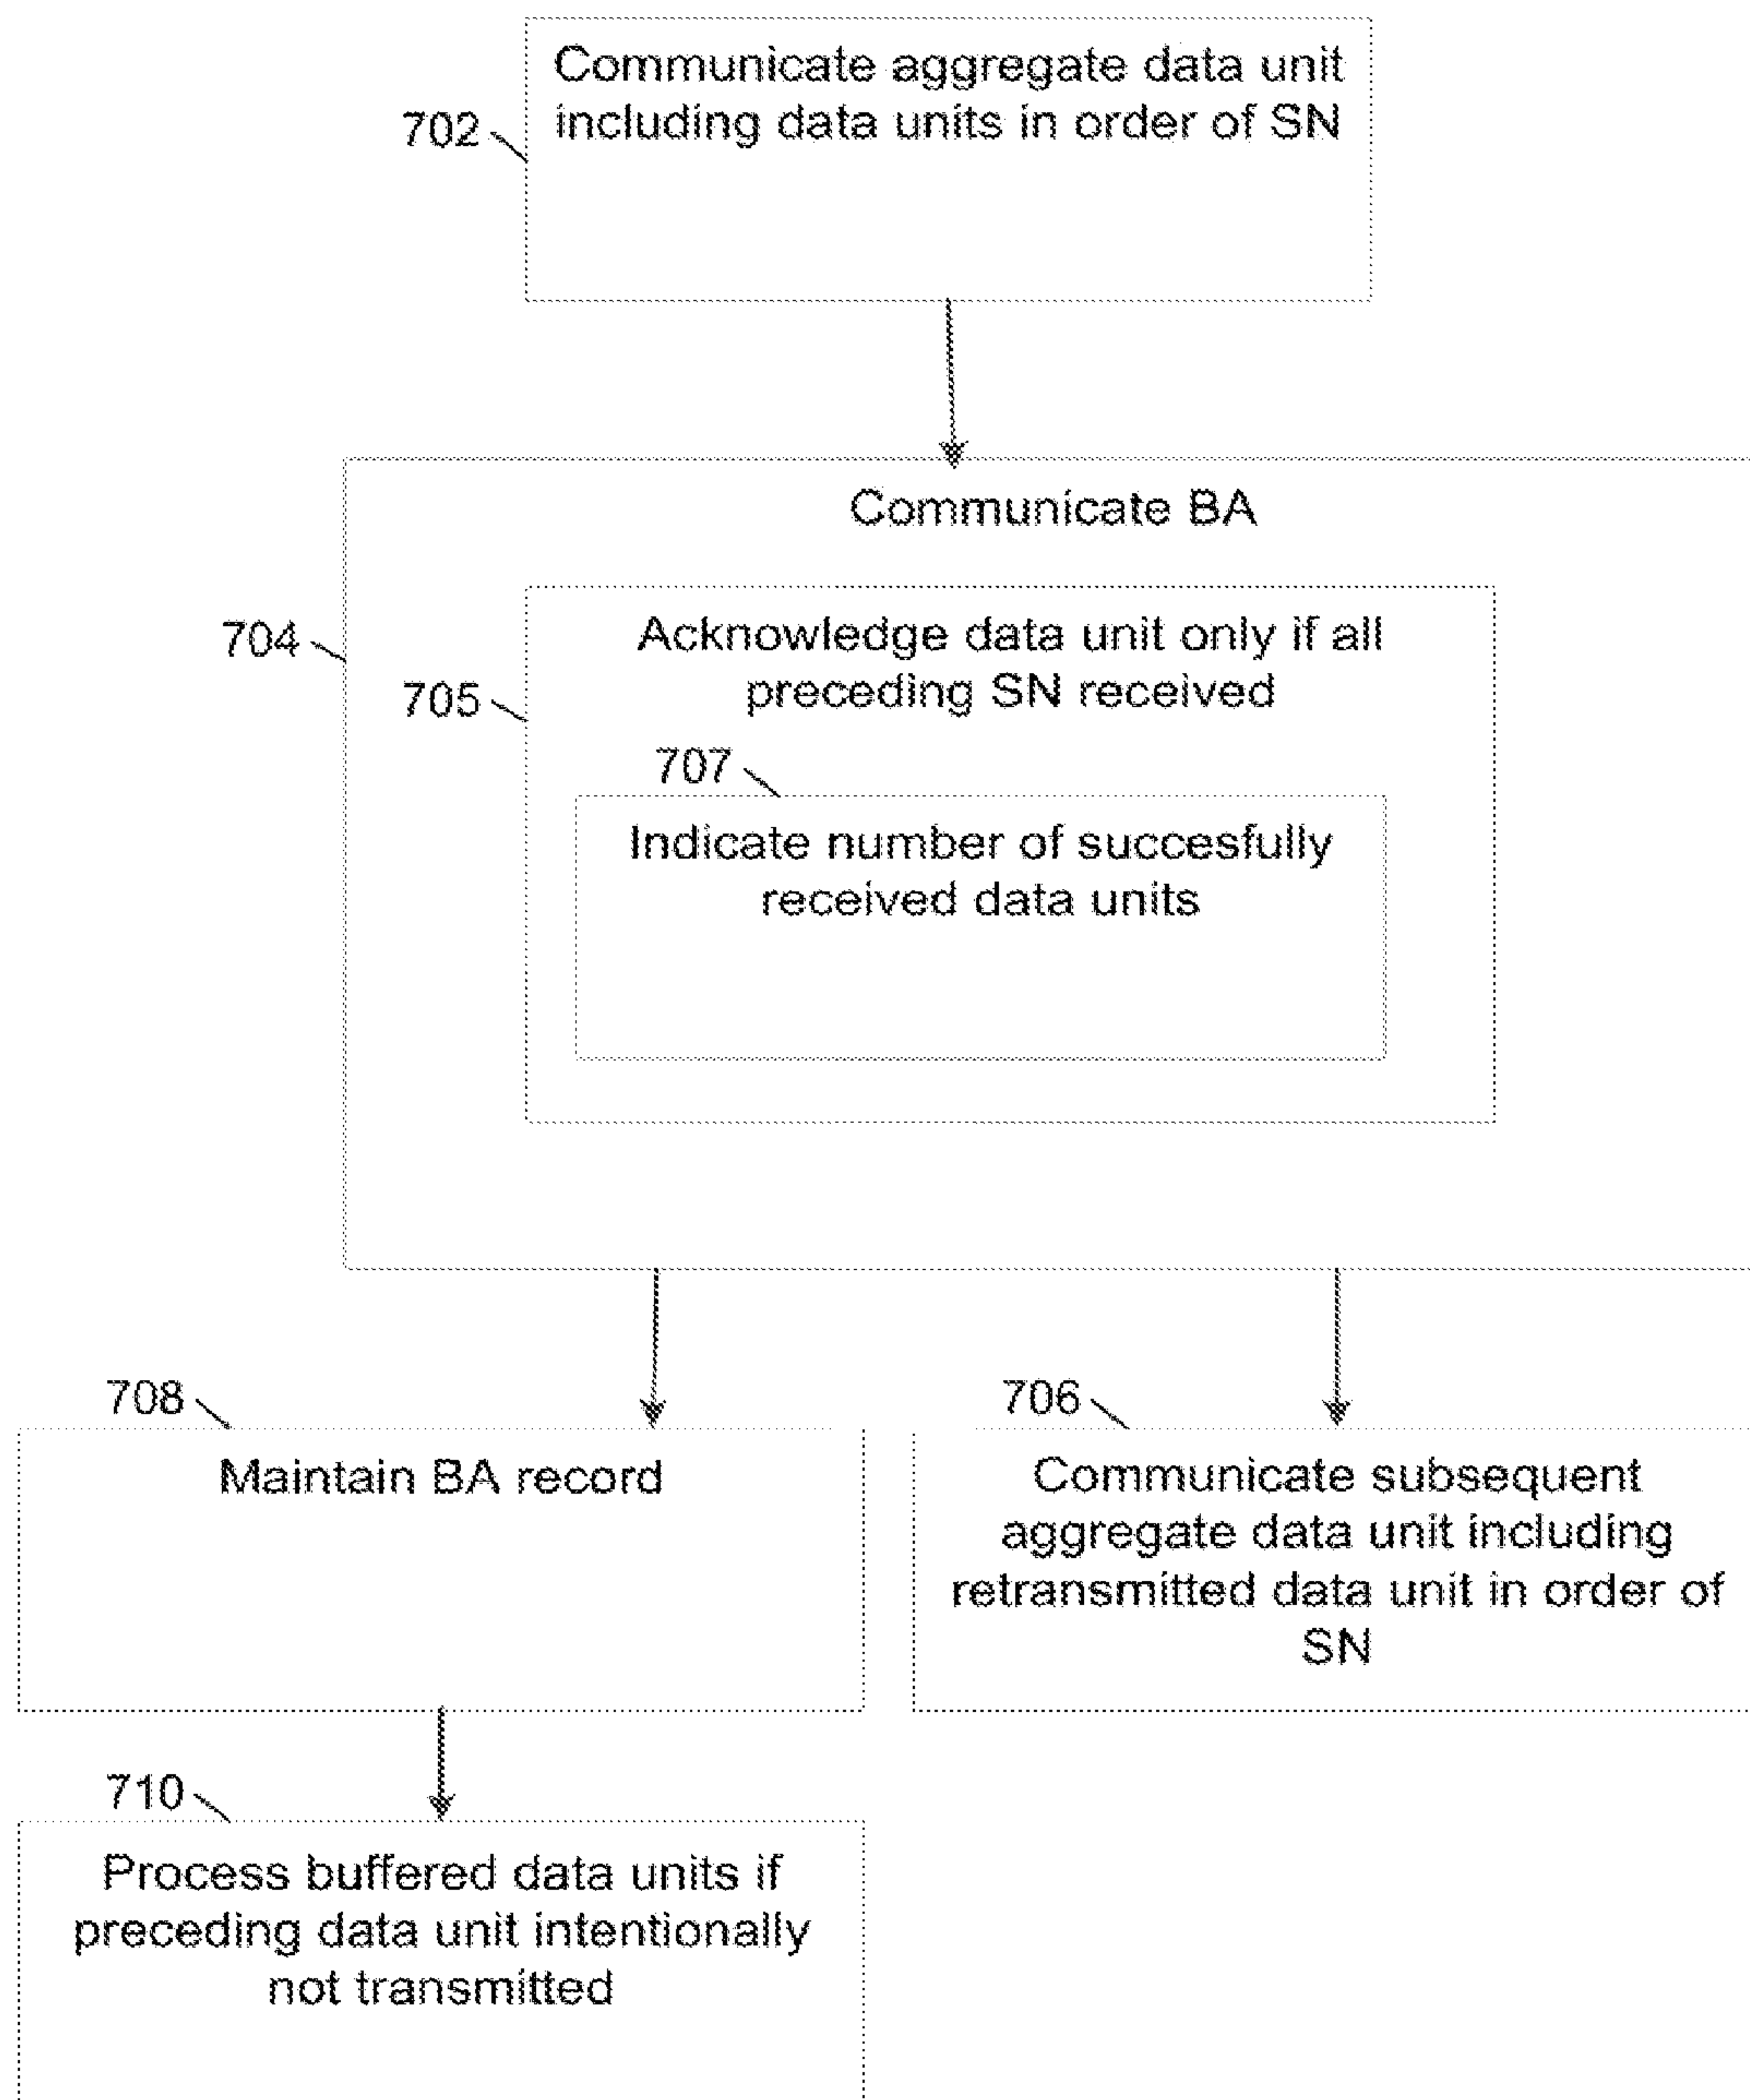 Communicate aggregate data unit
including data units in order of SN
702
Communicate BA
704
Acknowledge data unit only if all
preceding SN received
705
707
Indicate number of succesfully
received data units
708
Maintain BA record
706
Communicate subsequent
aggregate data unit including
retransmitted data unit in order of
SN
710
Process buffered data units if
preceding data unit intentionally
not transmitted